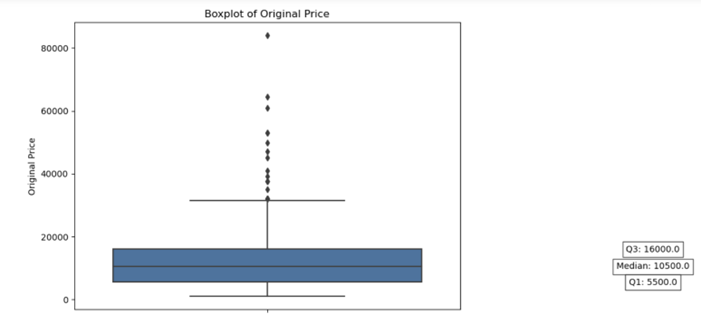 Boxplot of Original Price
80000
60000
40000
20000
0
Original Price
Q3: 16000.0
Median: 10500.0
Q1: 5500.0